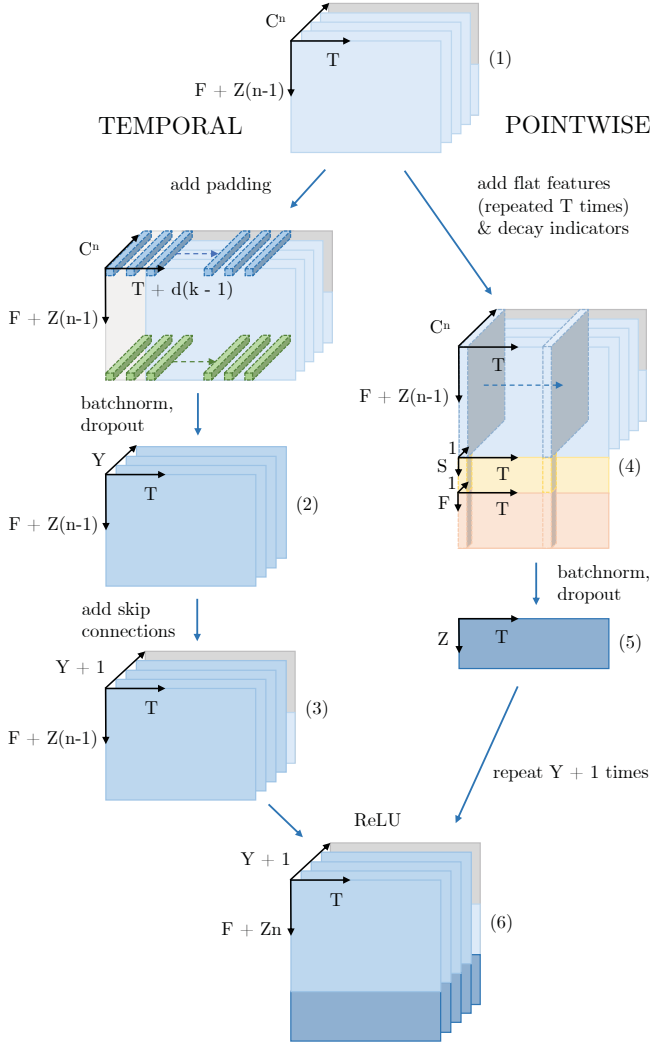 Cⁿ
T
(1)
F + Z(n-1)
TEMPORAL
POINTWISE
add padding
add flat features
(repeated T times)
& decay indicators
Cⁿ
T + d(k - 1)
F + Z(n-1)
Cⁿ
T
F + Z(n-1)
batchnorm,
dropout
1
S
T
(4)
1
F
T
Y
T
(2)
F + Z(n-1)
batchnorm,
dropout
add skip
connections
Z
T
(5)
Y + 1
T
(3)
F + Z(n-1)
repeat Y + 1 times
ReLU
Y + 1
T
F + Zn
(6)